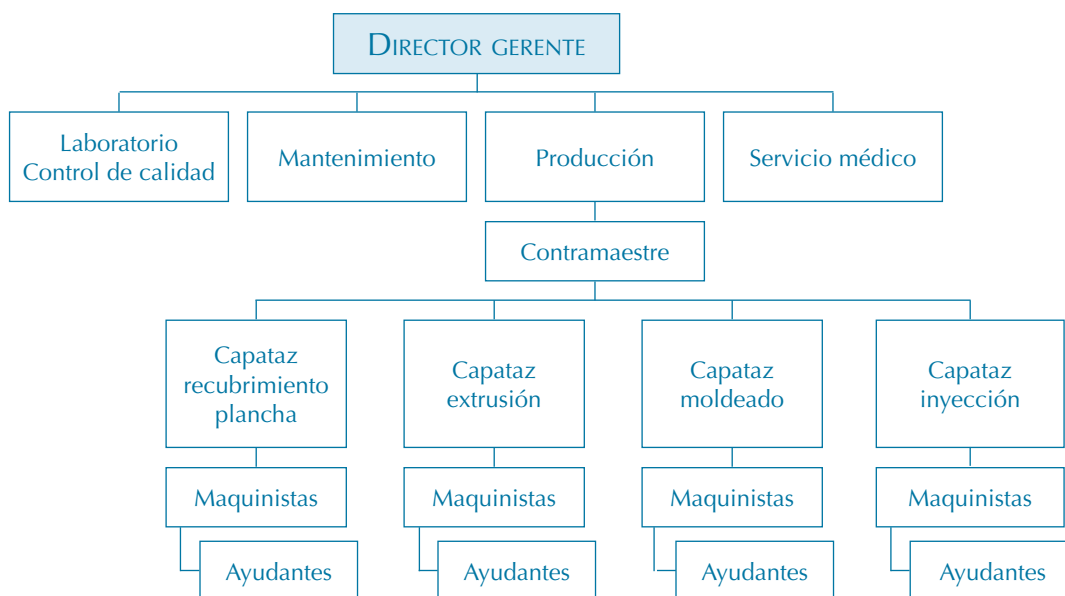 DIRECTOR GERENTE
Laboratorio
Control de calidad
Mantenimiento
Producción
Servicio médico
Contramaestre
Capataz
recubrimiento
plancha
Capataz
extrusión
Capataz
moldeado
Capataz
inyección
Maquinistas
Maquinistas
Maquinistas
Maquinistas
Ayudantes
Ayudantes
Ayudantes
Ayudantes